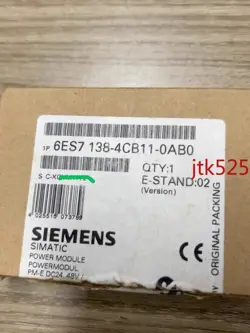 1P 6ES7 138-4CB11-0AB0
QTY:1
jtk525
S C-X
E-STAND:02
(Version)
SIEMENS
SIMATIC
POWER MODULE
POWERMODUL
PM-E DC24..48V
ORIGINAL PACKING